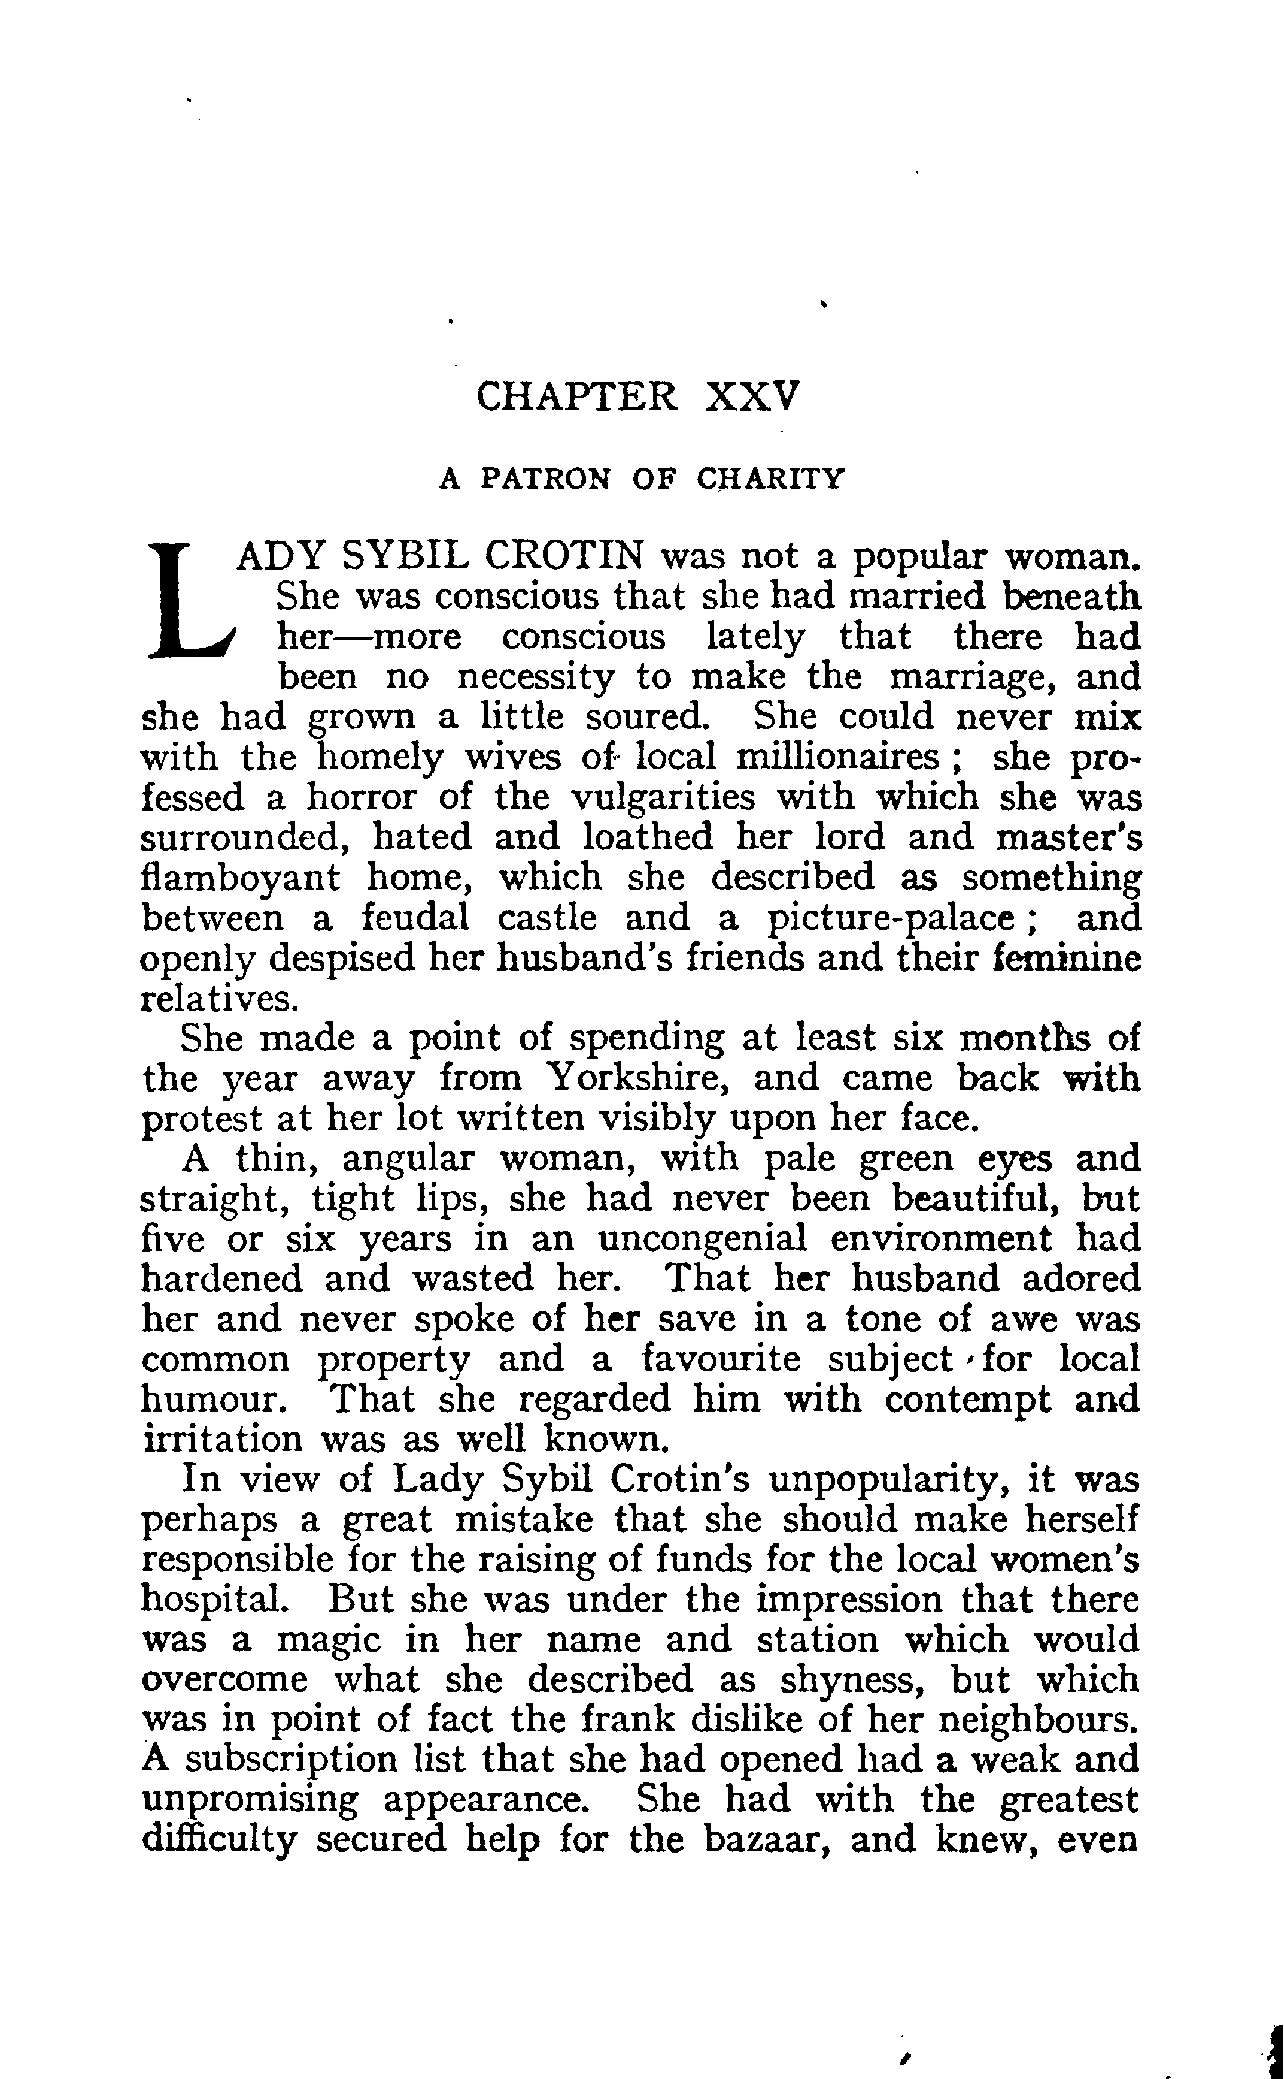 CHAPTER XXV
A PATRON OF CHARITY
LADY SYBIL CROTIN was not a popular woman.
She was conscious that she had married beneath
her—more conscious lately that there had
been no necessity to make the marriage, and
she had grown a little soured. She could never mix
with the homely wives of local millionaires ; she pro-
fessed a horror of the vulgarities with which she was
surrounded, hated and loathed her lord and master's
flamboyant home, which she described as something
between a feudal castle and a picture-palace ; and
openly despised her husband's friends and their feminine
relatives.
She made a point of spending at least six months of
the year away from Yorkshire, and came back with
protest at her lot written visibly upon her face.
A thin, angular woman, with pale green eyes and
straight, tight lips, she had never been beautiful, but
five or six years in an uncongenial environment had
hardened and wasted her. That her husband adored
her and never spoke of her save in a tone of awe was
common property and a favourite subject for local
humour. That she regarded him with contempt and
irritation was as well known.
In view of Lady Sybil Crotin's unpopularity, it was
perhaps a great mistake that she should make herself
responsible for the raising of funds for the local women's
hospital. But she was under the impression that there
was a magic in her name and station which would
overcome what she described as shyness, but which
was in point of fact the frank dislike of her neighbours.
A subscription list that she had opened had a weak and
unpromising appearance. She had with the greatest
difficulty secured help for the bazaar, and knew, even